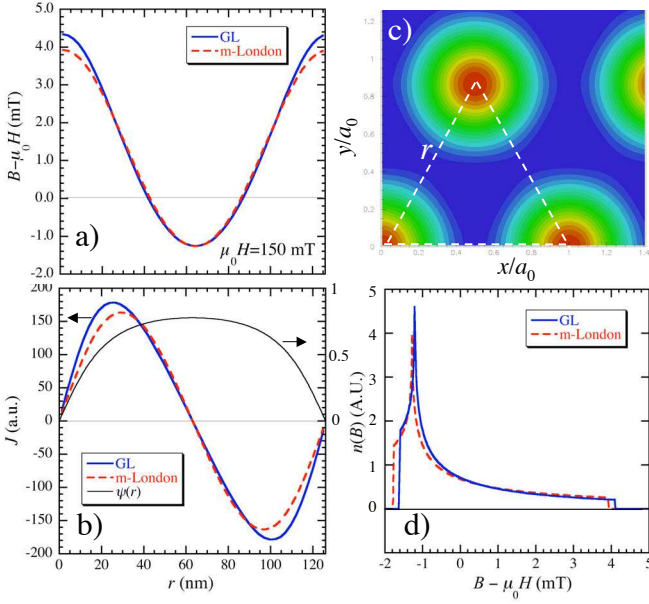 a)
B−μ₀H (mT)
5.0
4.0
3.0
2.0
1.0
0.0
-1.0
-2.0
GL
m-London
μ₀H=150 mT
b)
J (a.u.)
200
150
100
50
0
-50
-100
-150
-200
1
0.5
0
GL
m-London
ψ(r)
0 20 40 60 80 100 120
r (nm)
c)
y/a₀
1.2
1
0.8
0.6
0.4
0.2
0
r
0 0.2 0.4 0.6 0.8 1.0 1.2 1.4
x/a₀
d)
n(B) (A.U.)
5
4
3
2
1
0
GL
m-London
-2 -1 0 1 2 3 4 5
B − μ₀H (mT)